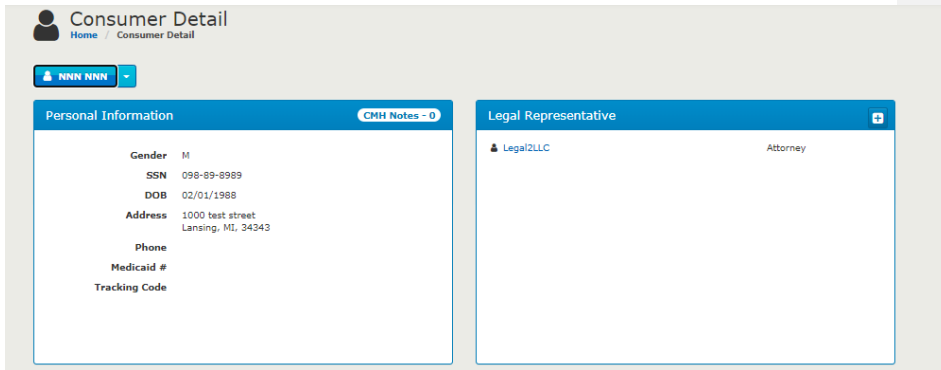 Consumer Detail
Home / Consumer Detail
NNN NNN
Personal Information CMH Notes - 0
Gender M
SSN 098-89-8989
DOB 02/01/1988
Address 1000 test street
Lansing, MI, 34343
Phone
Medicaid #
Tracking Code
Legal Representative
Legal2LLC Attorney